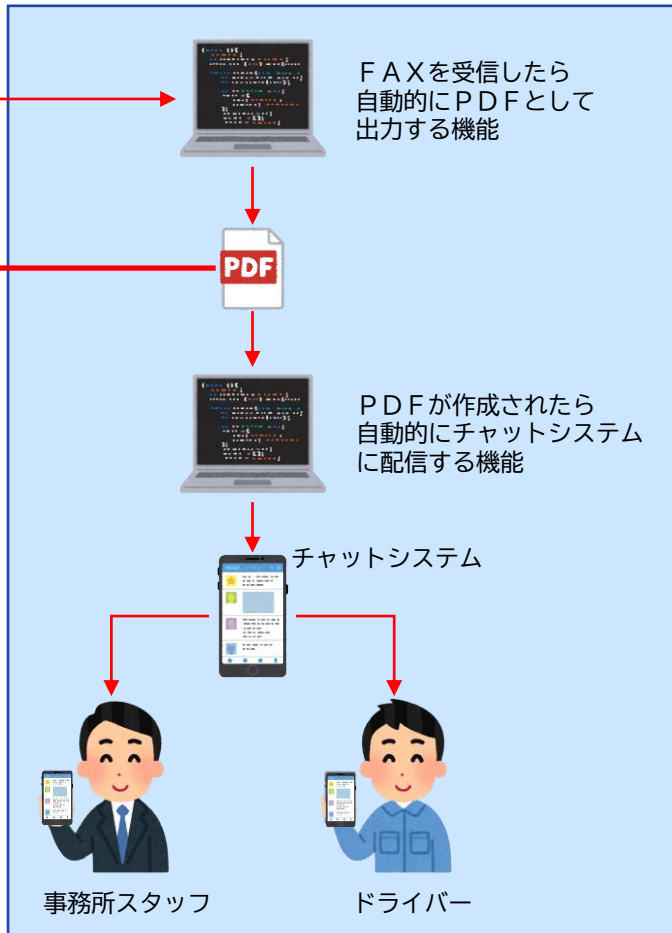 ＦＡＸを受信したら
自動的にＰＤＦとして
出力する機能
PDF
ＰＤＦが作成されたら
自動的にチャットシステム
に配信する機能
チャットシステム
事務所スタッフ
ドライバー